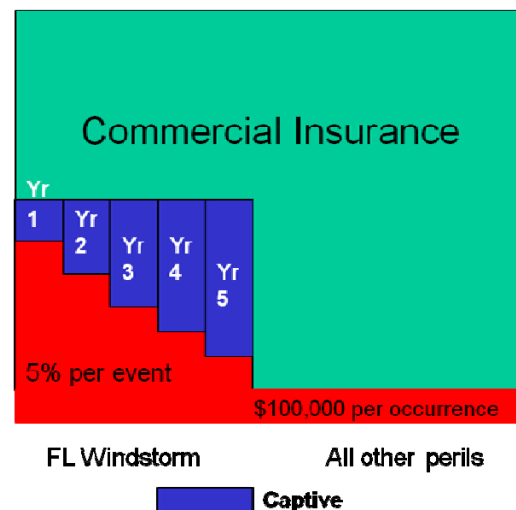 Commercial Insurance
Yr
1
Yr
2
Yr
3
Yr
4
Yr
5
5% per event
$100,000 per occurrence
FL Windstorm
All other perils
Captive